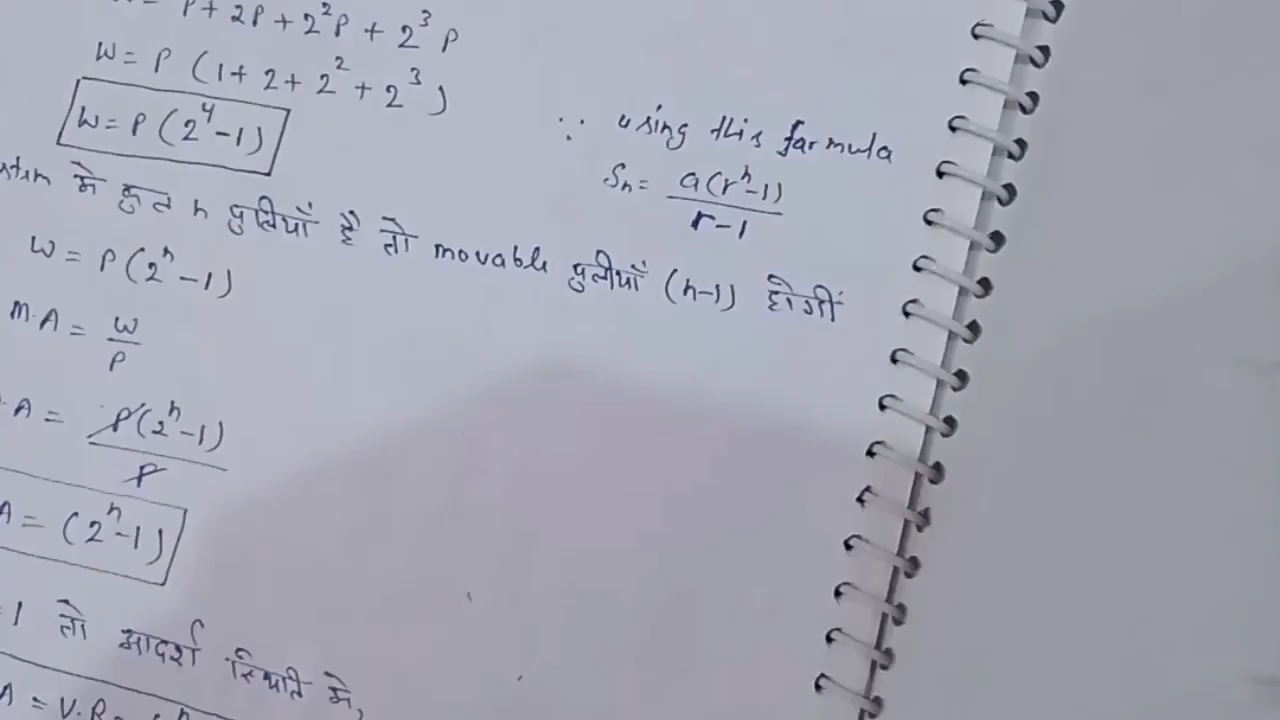 P + 2P + 2²P + 2³P
W = P (1 + 2 + 2² + 2³)
W = P (2⁴ - 1)
∵ using this farmula
Sₙ = a(rⁿ-1) / r-1
मे कुल n पुलियाँ है तो movable पुलीयाँ (n-1) होगीं
W = P(2ⁿ - 1)
M.A = W / P
A = P(2ⁿ-1) / P
A = (2ⁿ-1)
1 तो आदर्श स्थिति मे,
A = V.R